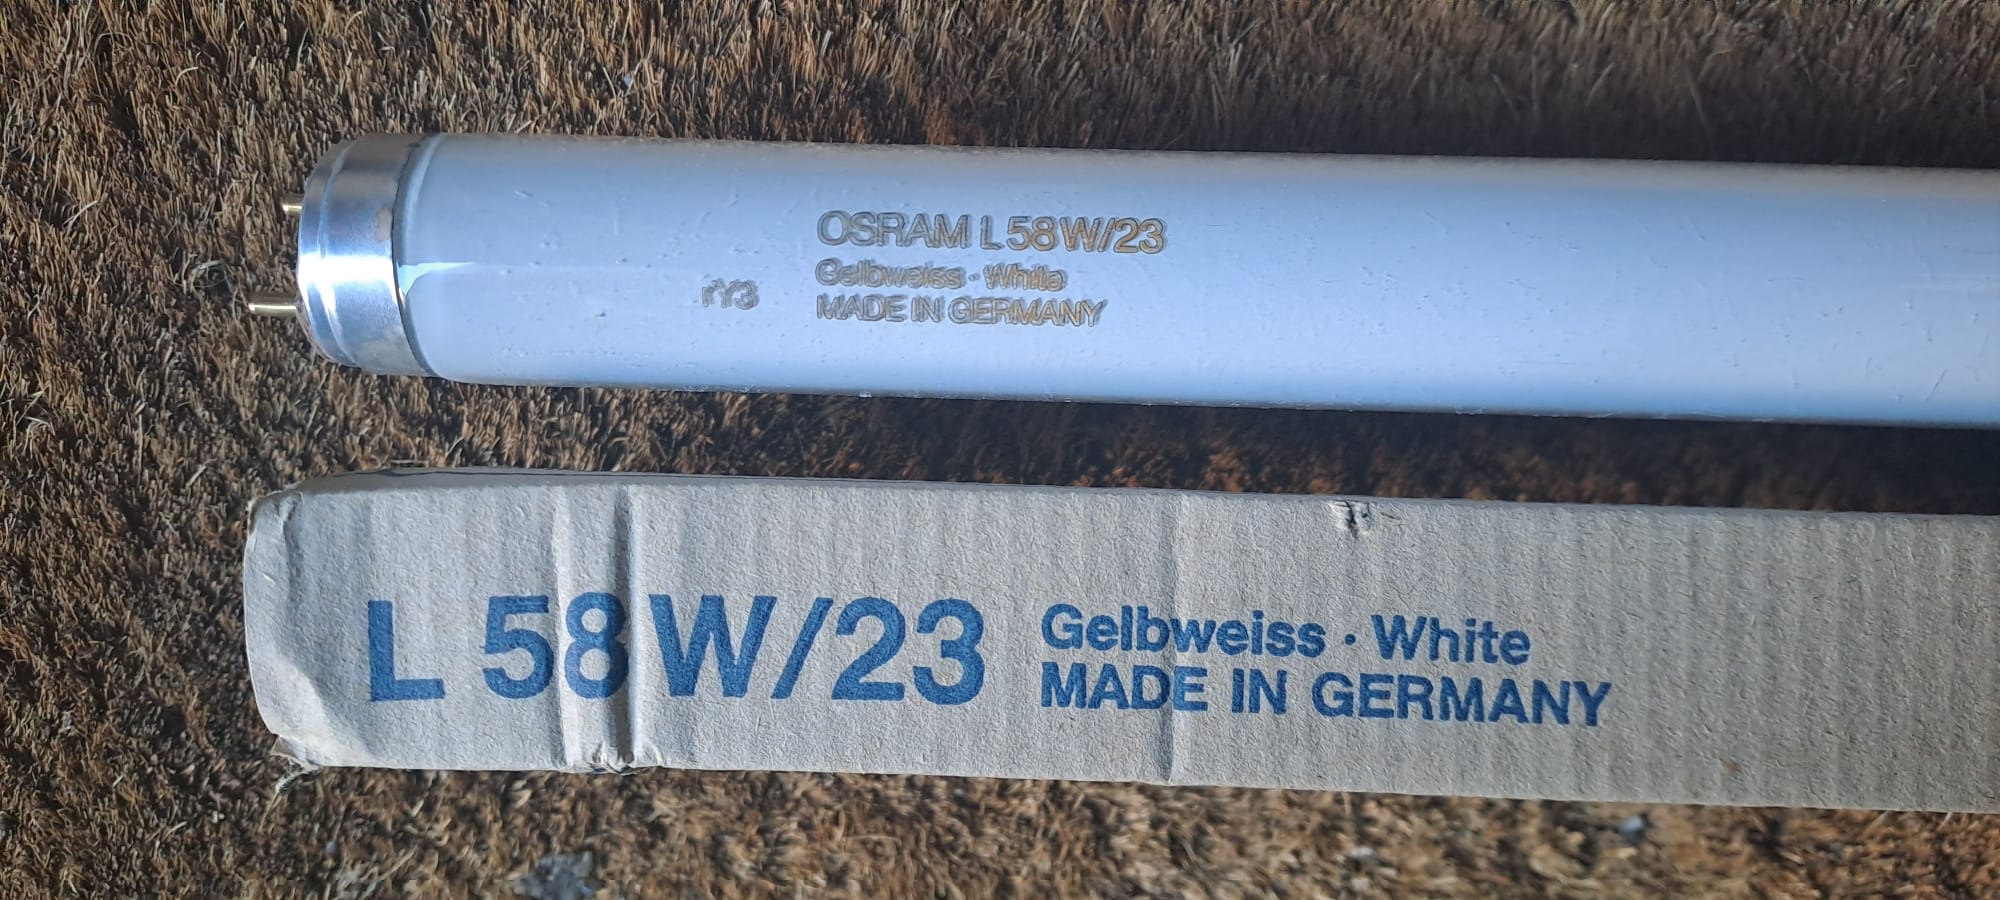 OSRAM L 58 W/23
Gelbweiss · White
MADE IN GERMANY
rY3
L 58 W/23
Gelbweiss · White
MADE IN GERMANY